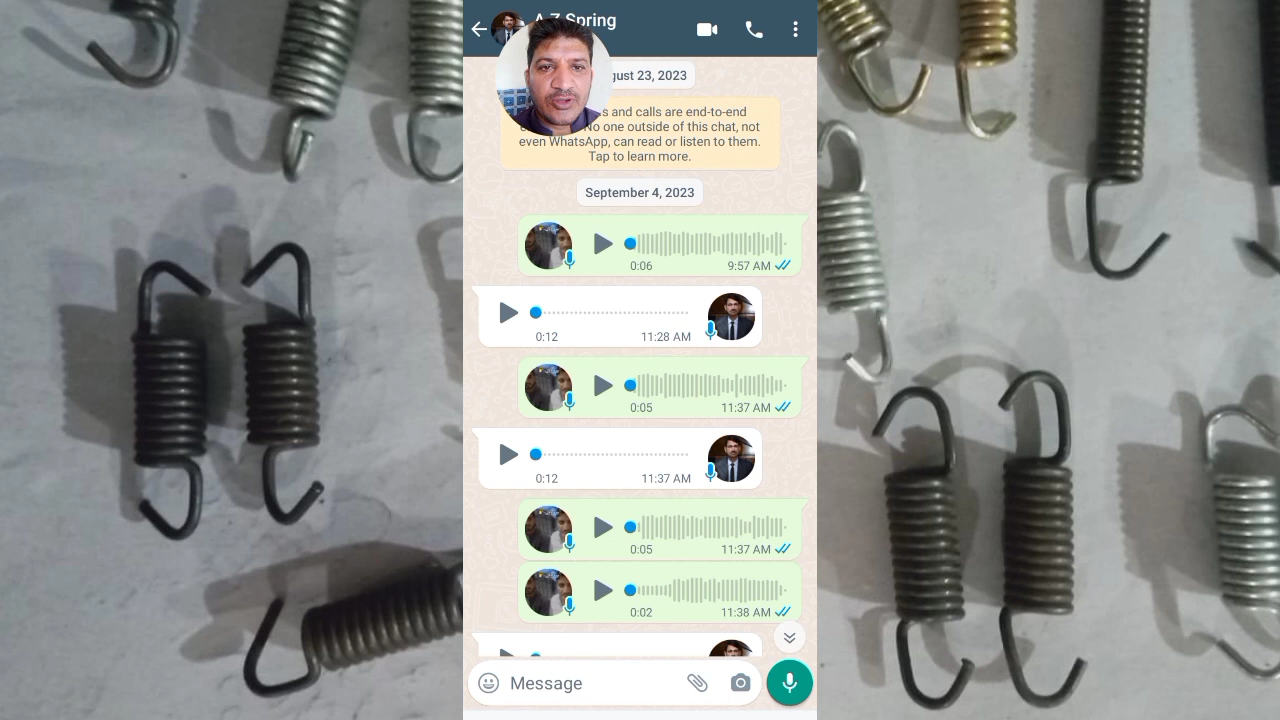 A Z Spring
gust 23, 2023
s and calls are end-to-end
No one outside of this chat, not
even WhatsApp, can read or listen to them.
Tap to learn more.
September 4, 2023
0:06 9:57 AM
0:12 11:28 AM
0:05 11:37 AM
0:12 11:37 AM
0:05 11:37 AM
0:02 11:38 AM
Message